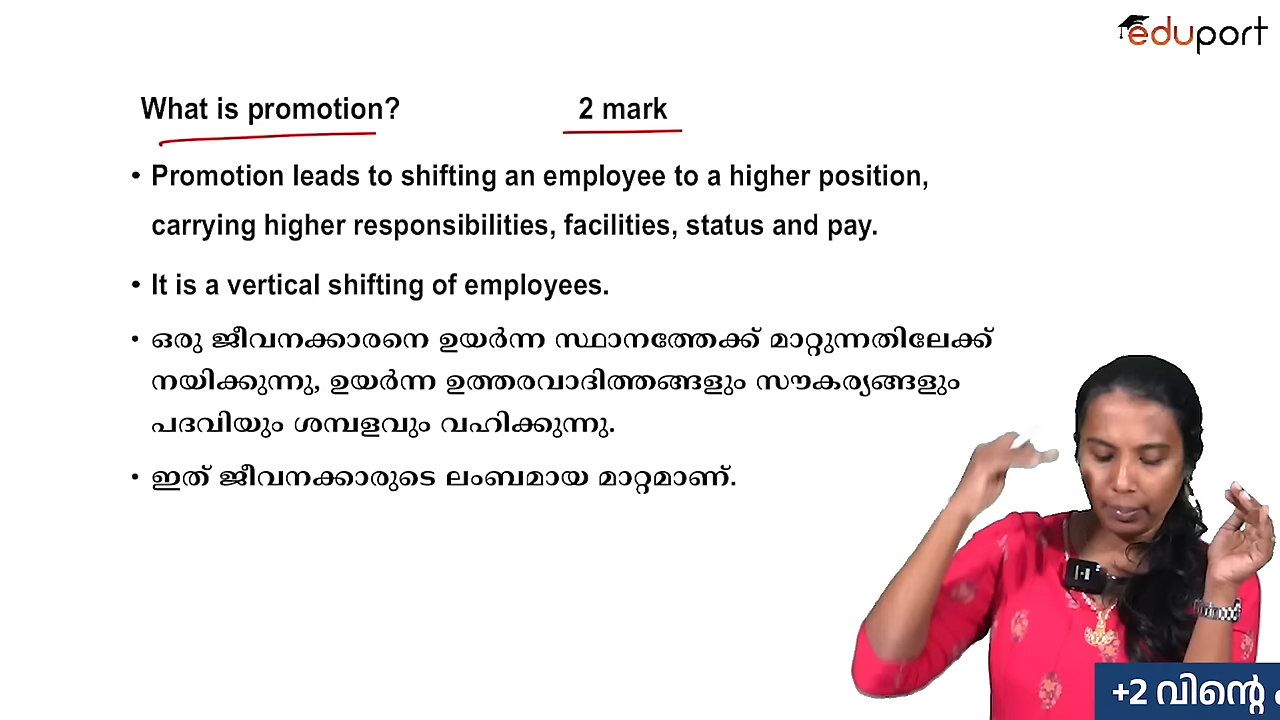 eduport
What is promotion? 2 mark
• Promotion leads to shifting an employee to a higher position,
carrying higher responsibilities, facilities, status and pay.
• It is a vertical shifting of employees.
• ഒരു ജീവനക്കാരനെ ഉയർന്ന സ്ഥാനത്തേക്ക് മാറ്റുന്നതിലേക്ക്
നയിക്കുന്നു, ഉയർന്ന ഉത്തരവാദിത്തങ്ങളും സൗകര്യങ്ങളും
പദവിയും ശമ്പളവും വഹിക്കുന്നു.
• ഇത് ജീവനക്കാരുടെ ലംബമായ മാറ്റമാണ്.
+2 വിന്റെ